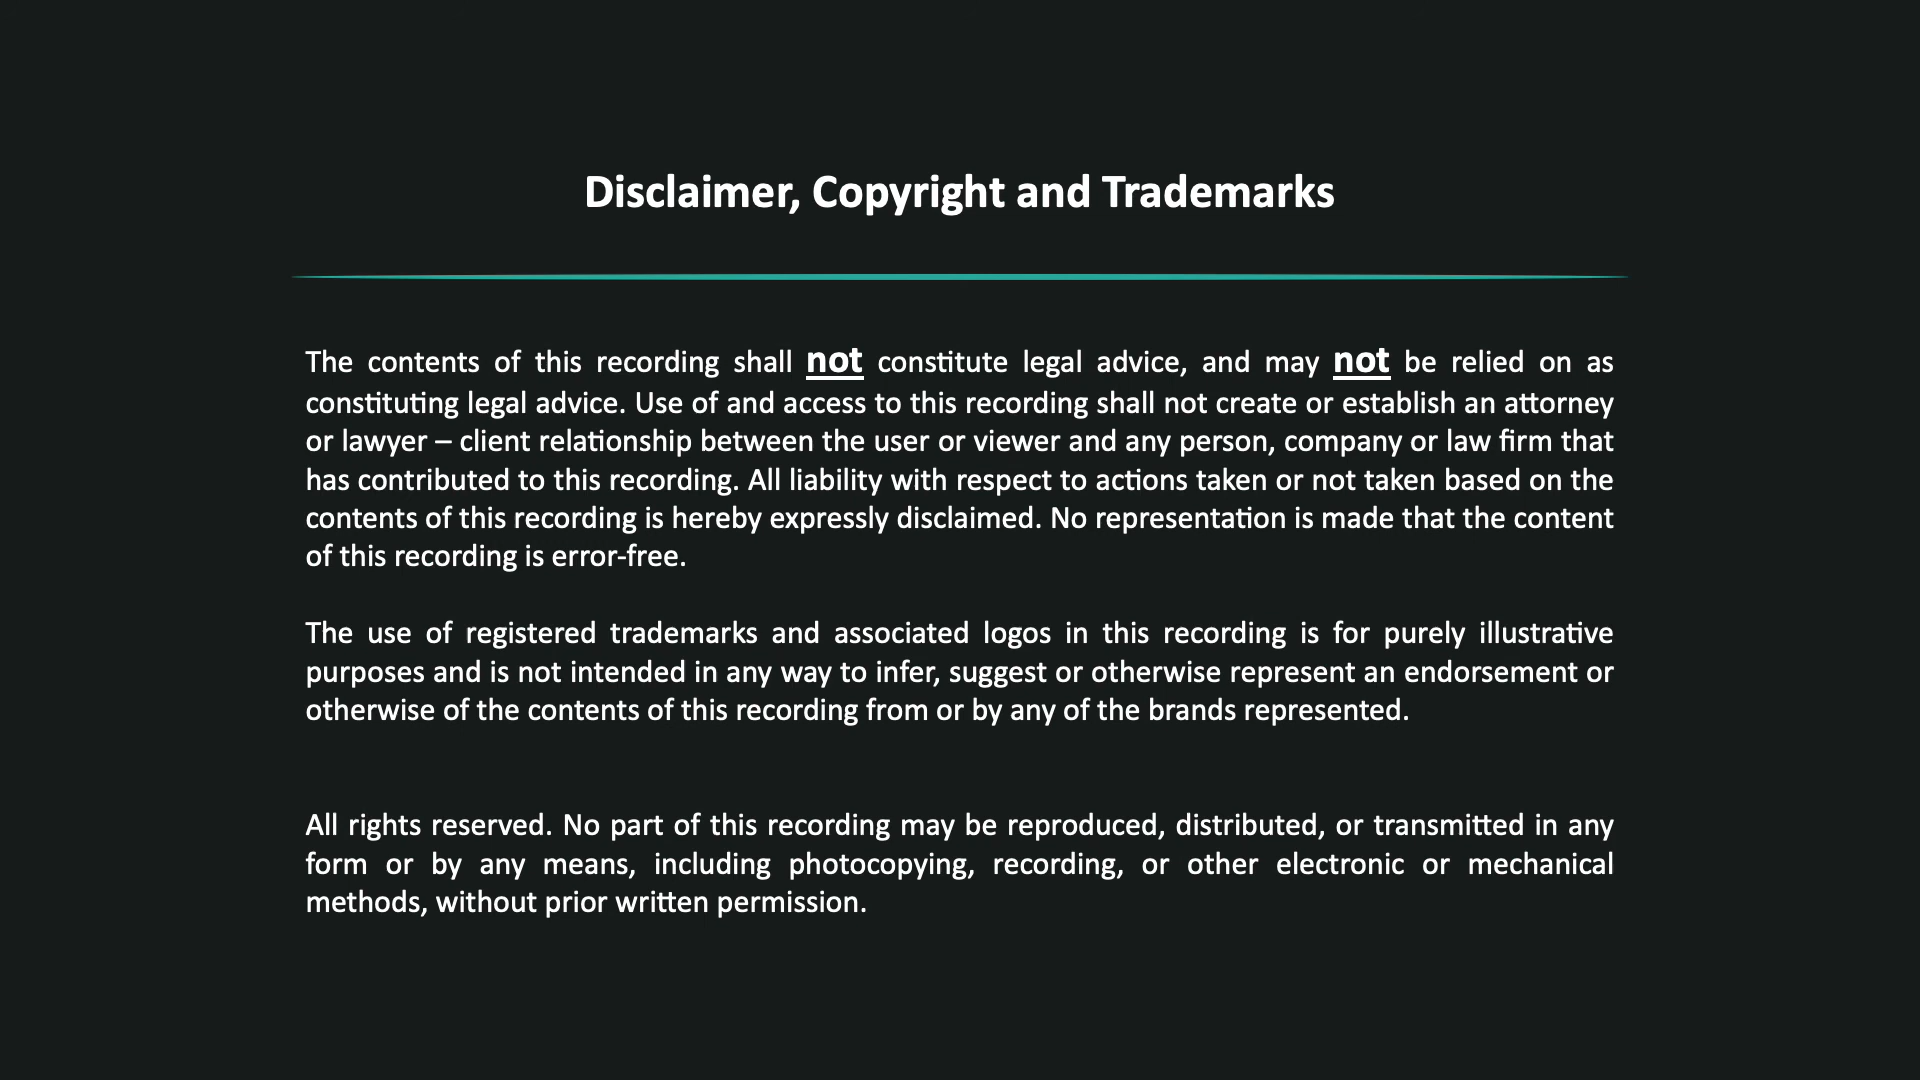 Disclaimer, Copyright and Trademarks
The contents of this recording shall not constitute legal advice, and may not be relied on as
constituting legal advice. Use of and access to this recording shall not create or establish an attorney
or lawyer – client relationship between the user or viewer and any person, company or law firm that
has contributed to this recording. All liability with respect to actions taken or not taken based on the
contents of this recording is hereby expressly disclaimed. No representation is made that the content
of this recording is error-free.
The use of registered trademarks and associated logos in this recording is for purely illustrative
purposes and is not intended in any way to infer, suggest or otherwise represent an endorsement or
otherwise of the contents of this recording from or by any of the brands represented.
All rights reserved. No part of this recording may be reproduced, distributed, or transmitted in any
form or by any means, including photocopying, recording, or other electronic or mechanical
methods, without prior written permission.